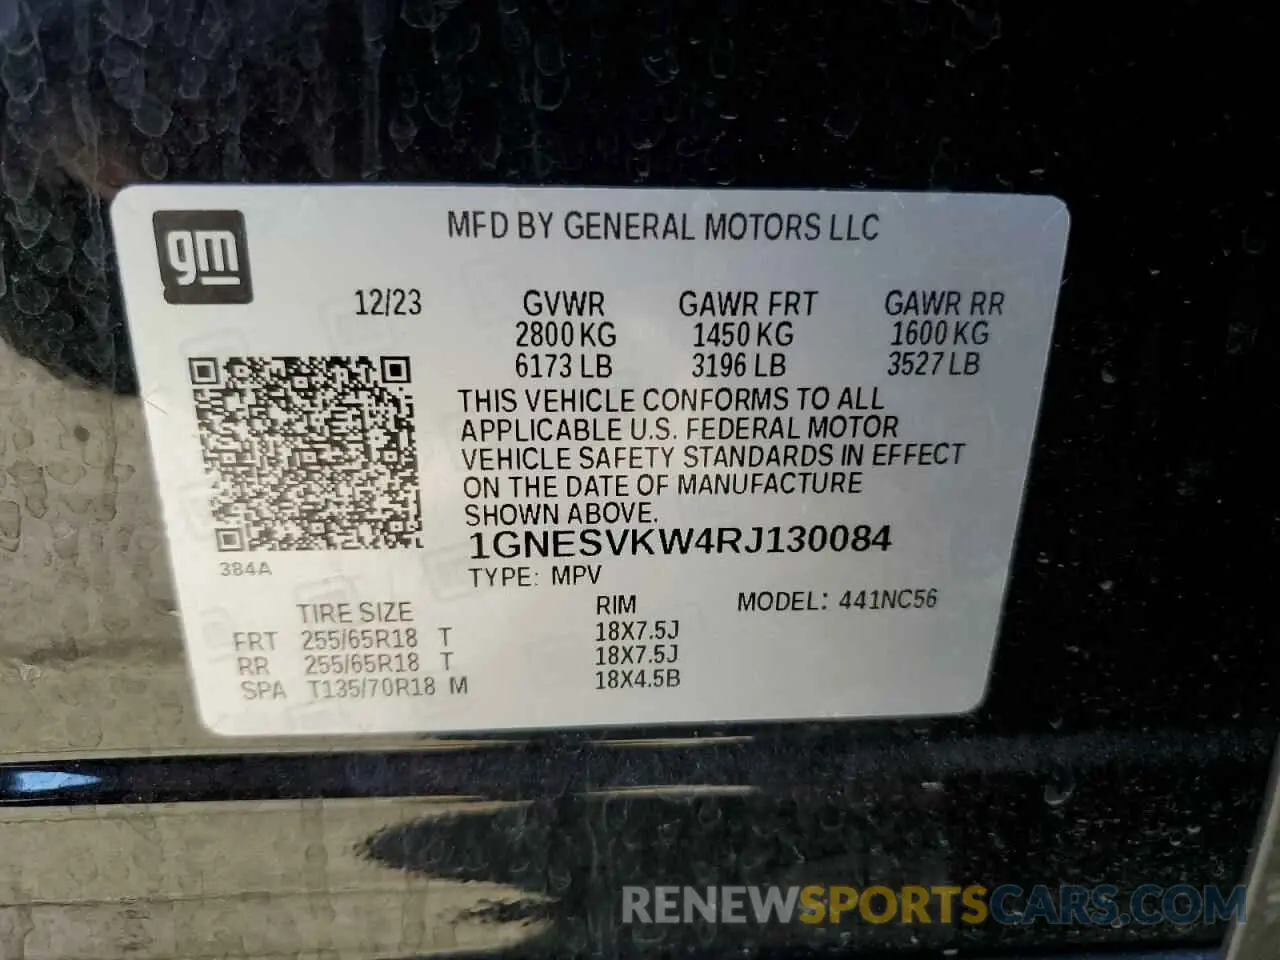 MFD BY GENERAL MOTORS LLC
gm
12/23 GVWR GAWR FRT GAWR RR
2800 KG 1450 KG 1600 KG
6173 LB 3196 LB 3527 LB
THIS VEHICLE CONFORMS TO ALL
APPLICABLE U.S. FEDERAL MOTOR
VEHICLE SAFETY STANDARDS IN EFFECT
ON THE DATE OF MANUFACTURE
SHOWN ABOVE.
1GNESVKW4RJ130084
384A
TYPE: MPV
TIRE SIZE RIM MODEL: 441NC56
FRT 255/65R18 T 18X7.5J
RR 255/65R18 T 18X7.5J
SPA T135/70R18 M 18X4.5B
RENEWSPORTSCARS.COM